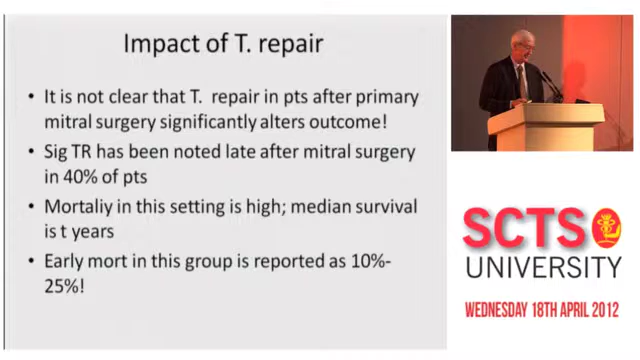 Impact of T. repair
• It is not clear that T. repair in pts after primary
mitral surgery significantly alters outcome!
• Sig TR has been noted late after mitral surgery
in 40% of pts
• Mortaliy in this setting is high; median survival
is t years
• Early mort in this group is reported as 10%-
25%!
SCTS
UNIVERSITY
WEDNESDAY 18TH APRIL 2012